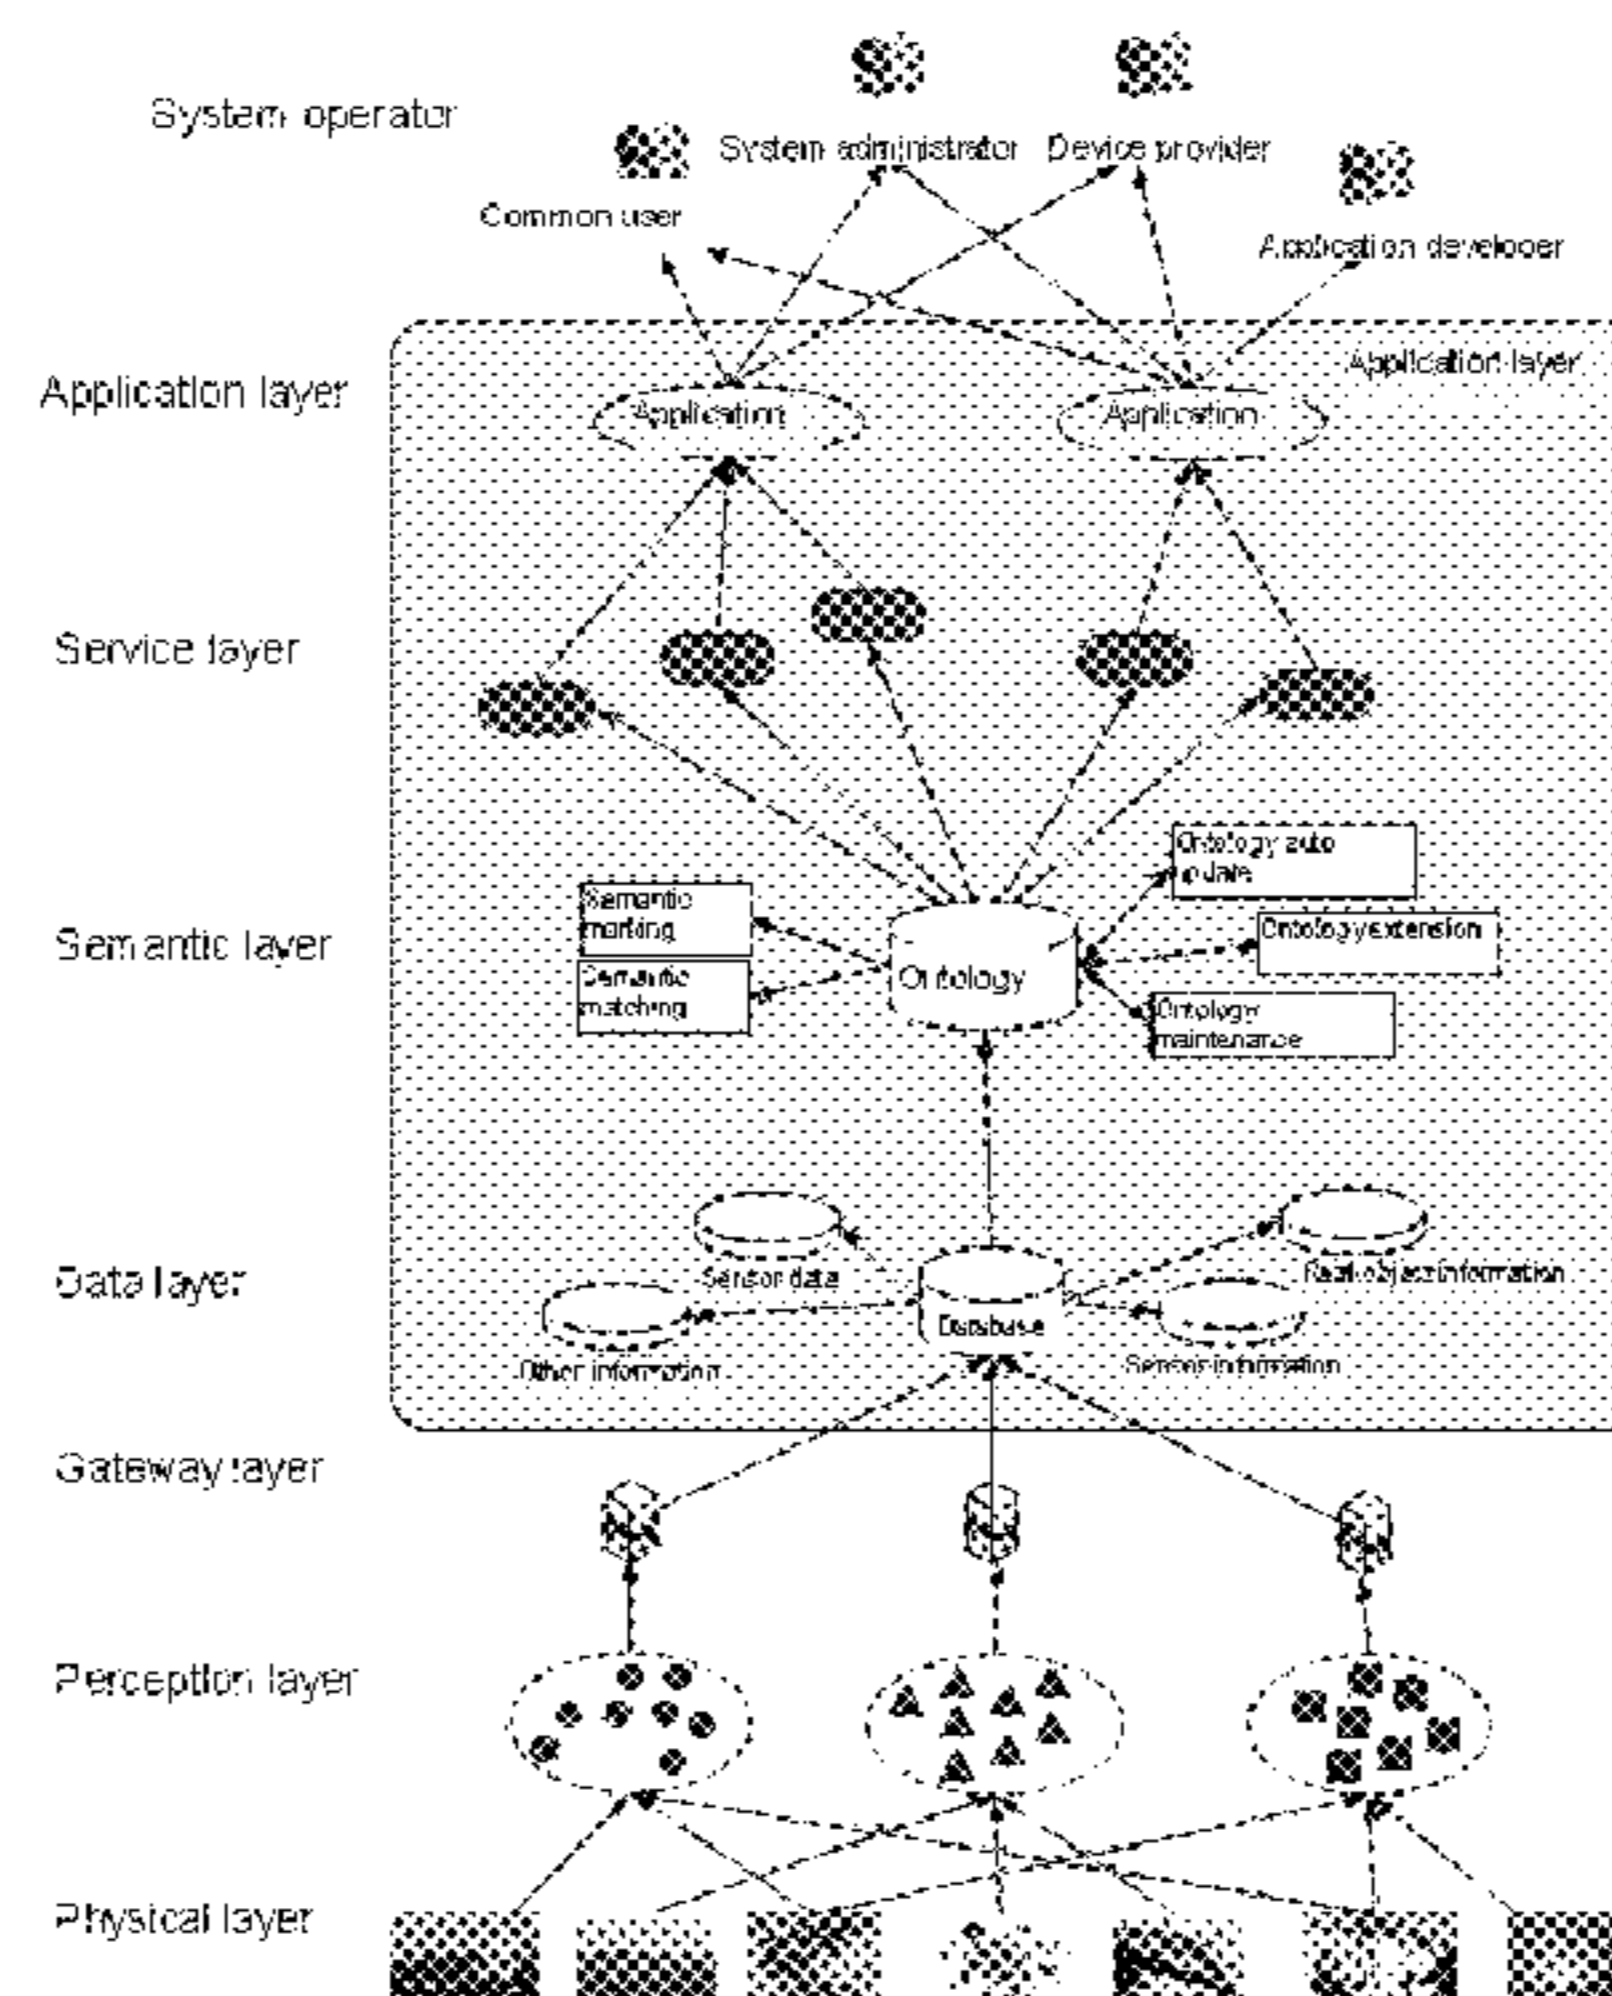 System operator
System administrator
Device provider
Common user
Application developer
Application layer
Application layer
Application
Application
Service layer
Ontology auto
update
Semantic
marking
Ontology extension
Semantic layer
Ontology
Semantic
matching
Ontology
maintenance
Data layer
Sensor data
Real object information
Database
Other information
Sensor information
Gateway layer
Perception layer
Physical layer